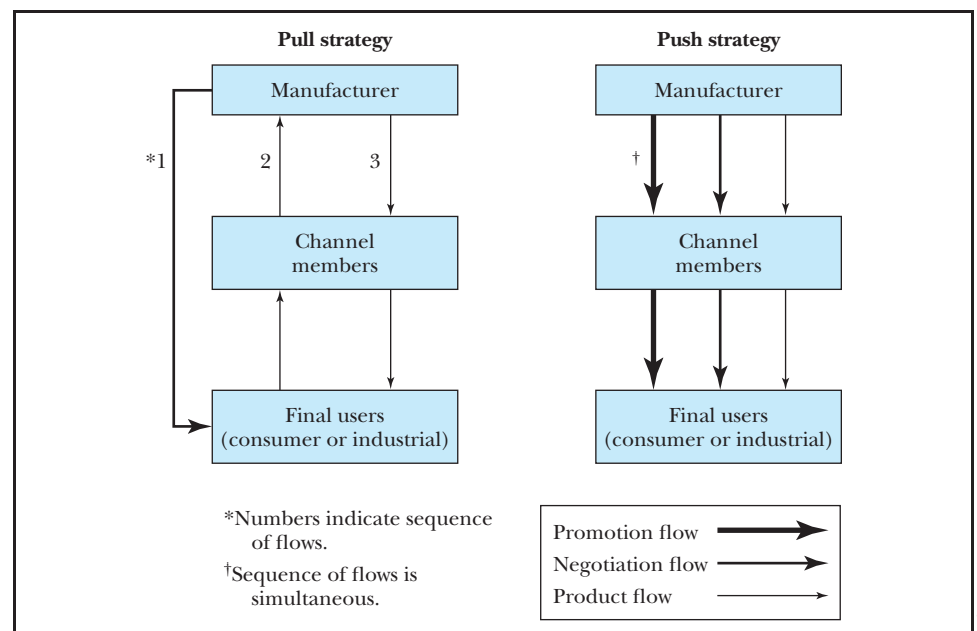 Pull strategy
Manufacturer
*1
2
3
Channel
members
Final users
(consumer or industrial)
*Numbers indicate sequence
of flows.
†Sequence of flows is
simultaneous.
Push strategy
Manufacturer
†
Channel
members
Final users
(consumer or industrial)
Promotion flow
Negotiation flow
Product flow